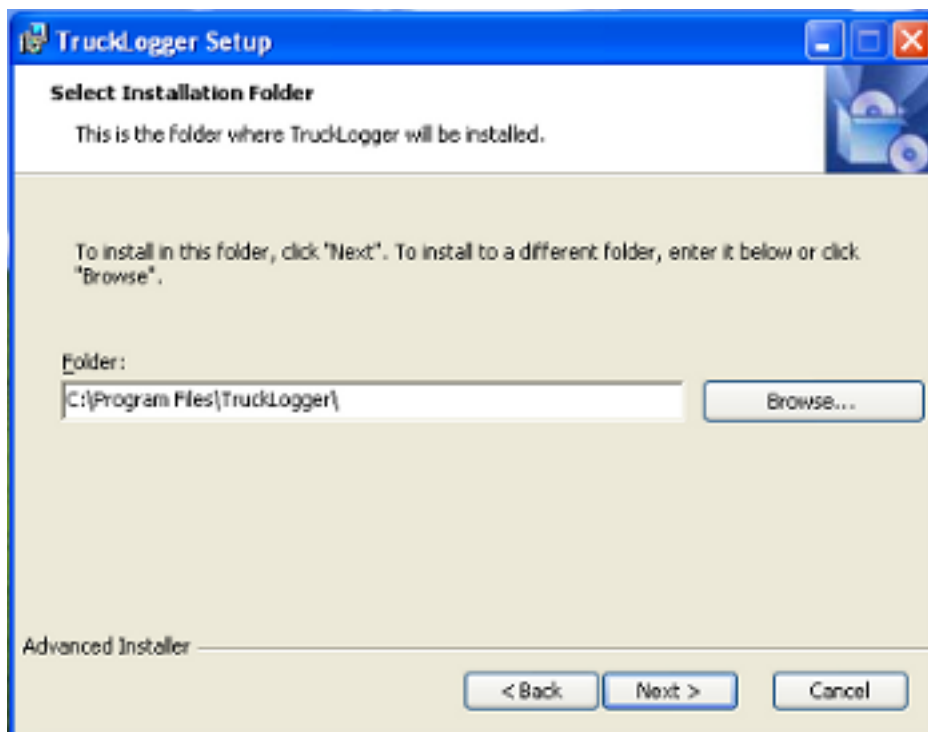 TruckLogger Setup
Select Installation Folder
This is the folder where TruckLogger will be installed.
To install in this folder, click "Next". To install to a different folder, enter it below or click
"Browse".
Folder:
C:\Program Files\TruckLogger\
Browse...
Advanced Installer
< Back
Next >
Cancel